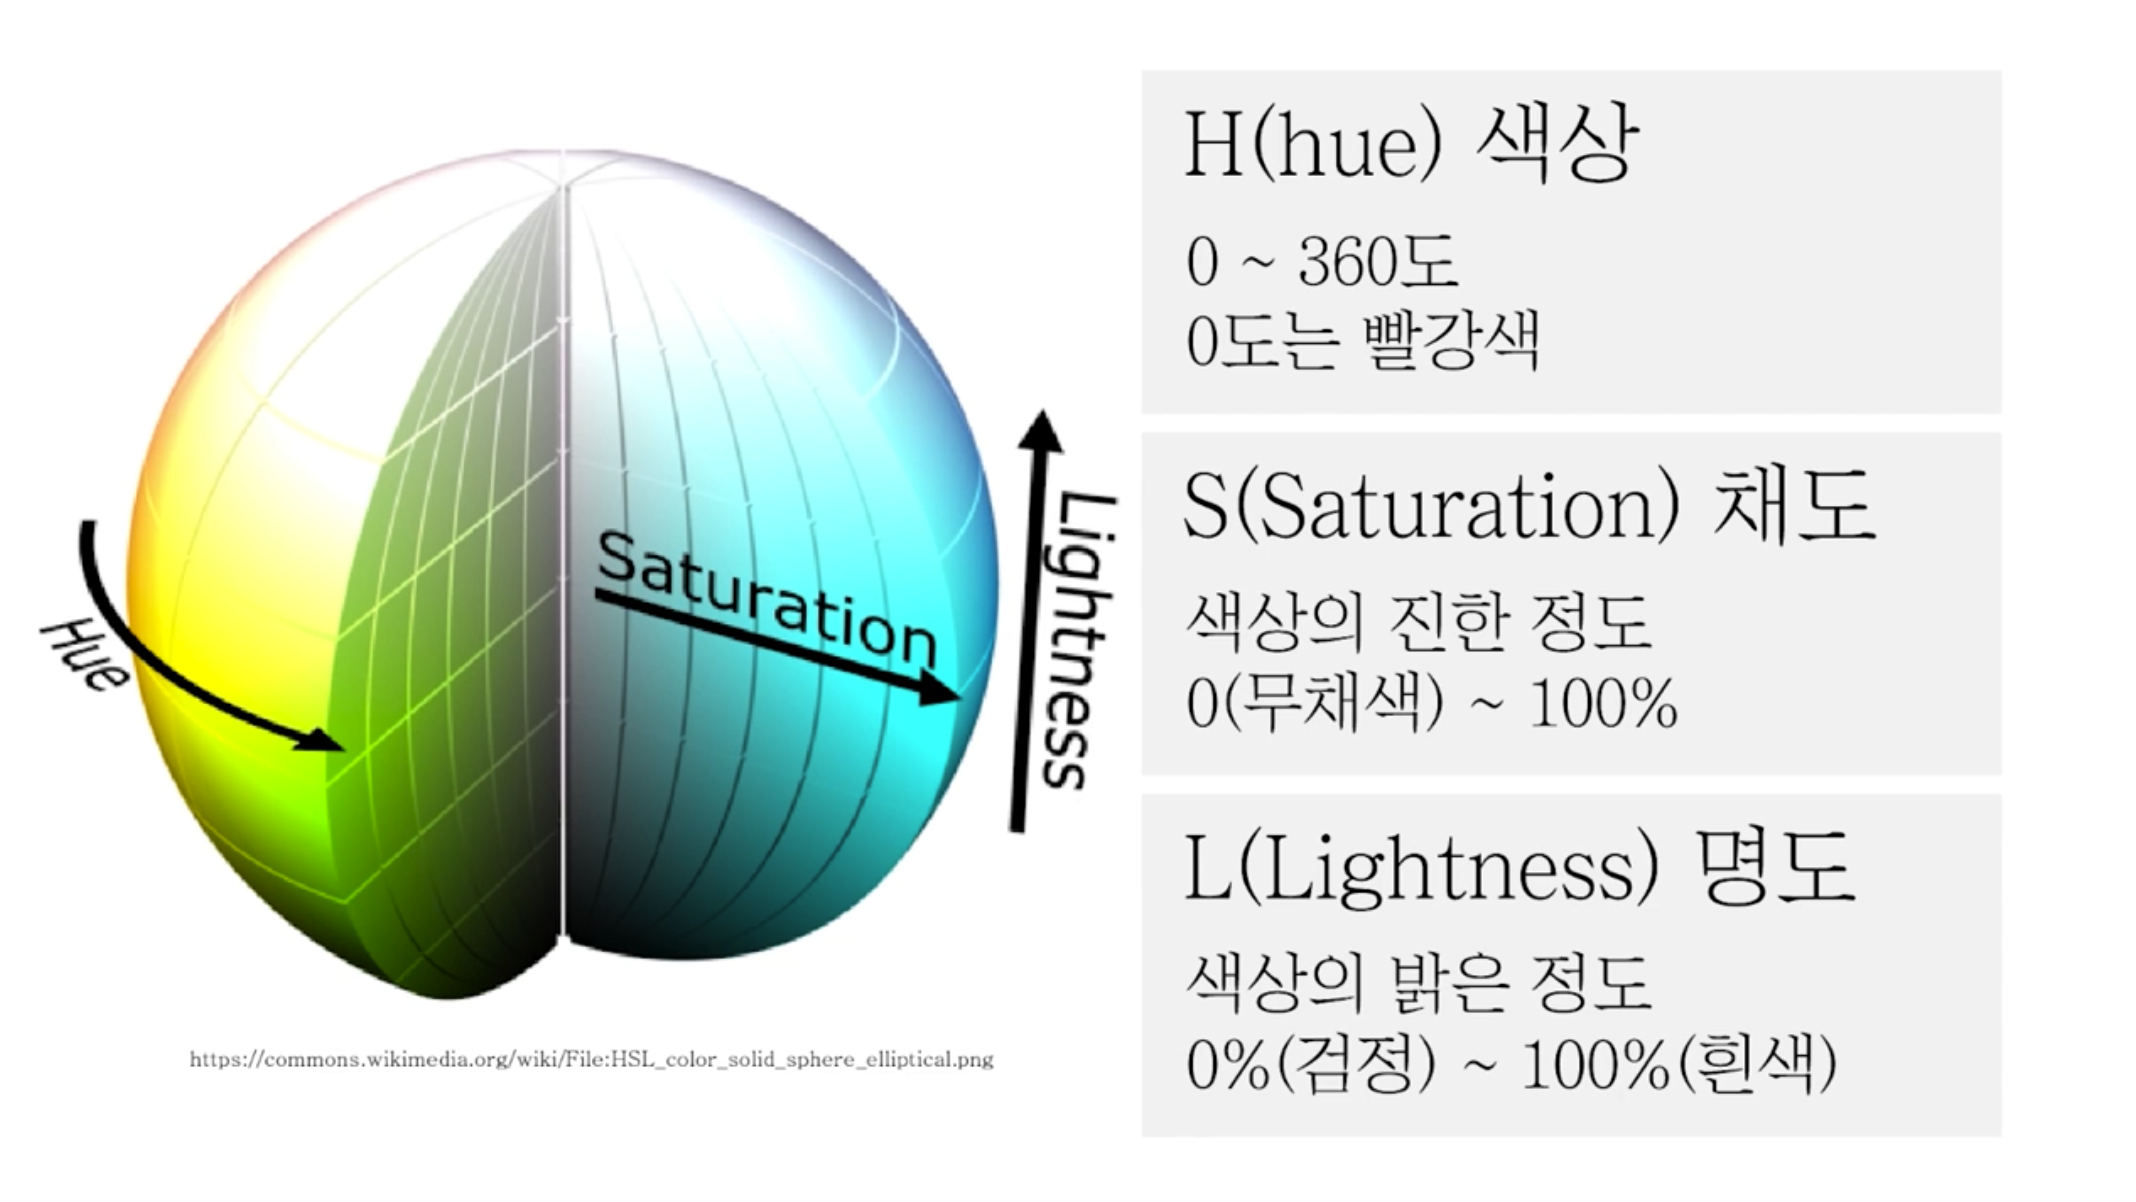 Hue
Saturation
Lightness
https://commons.wikimedia.org/wiki/File:HSL_color_solid_sphere_elliptical.png
H(hue) 색상
0 ~ 360도
0도는 빨강색
S(Saturation) 채도
색상의 진한 정도
0(무채색) ~ 100%
L(Lightness) 명도
색상의 밝은 정도
0%(검정) ~ 100%(흰색)